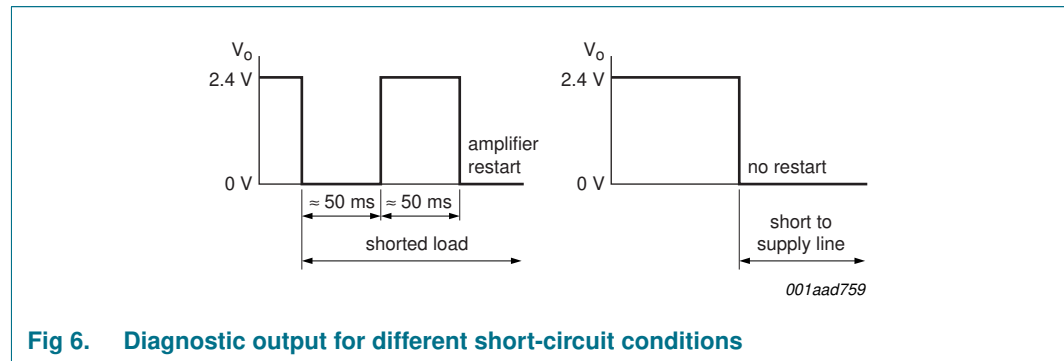 Vo
2.4 V
0 V
≈ 50 ms
≈ 50 ms
shorted load
amplifier
restart
Vo
2.4 V
0 V
no restart
short to
supply line
001aad759
Fig 6. Diagnostic output for different short-circuit conditions